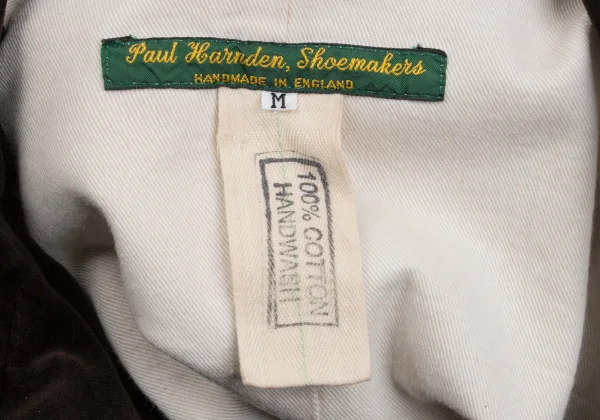 Paul Harnden, Shoemakers
HANDMADE IN ENGLAND
M
100% COTTON
HANDWASH